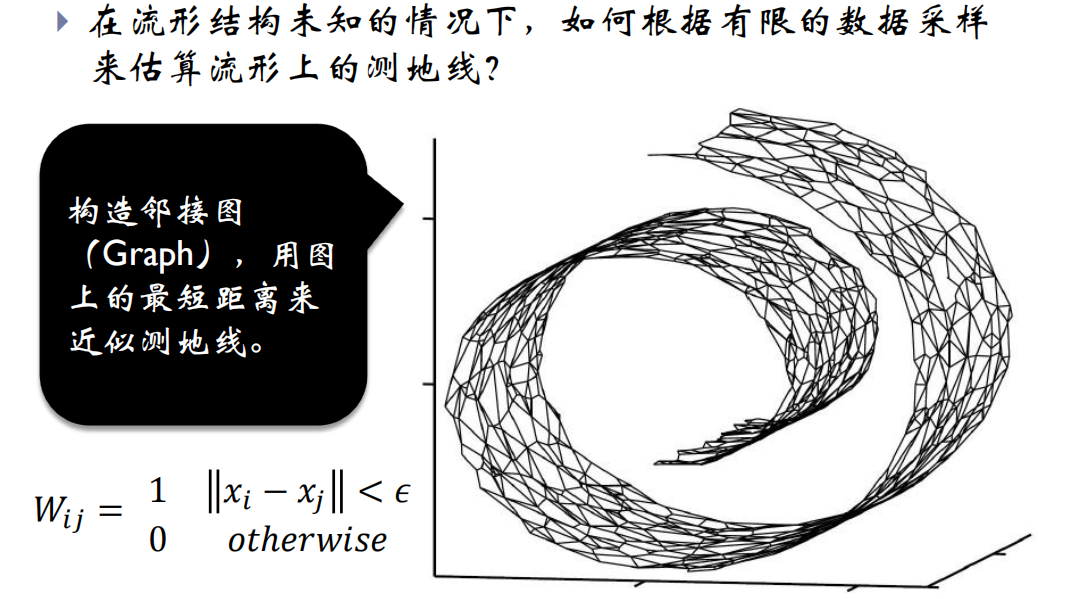 在流形结构未知的情况下，如何根据有限的数据采样
来估算流形上的测地线？
构造邻接图
（Graph），用图
上的最短距离来
近似测地线。
1 ‖xᵢ − xⱼ‖ < ϵ
Wᵢⱼ =
0 otherwise